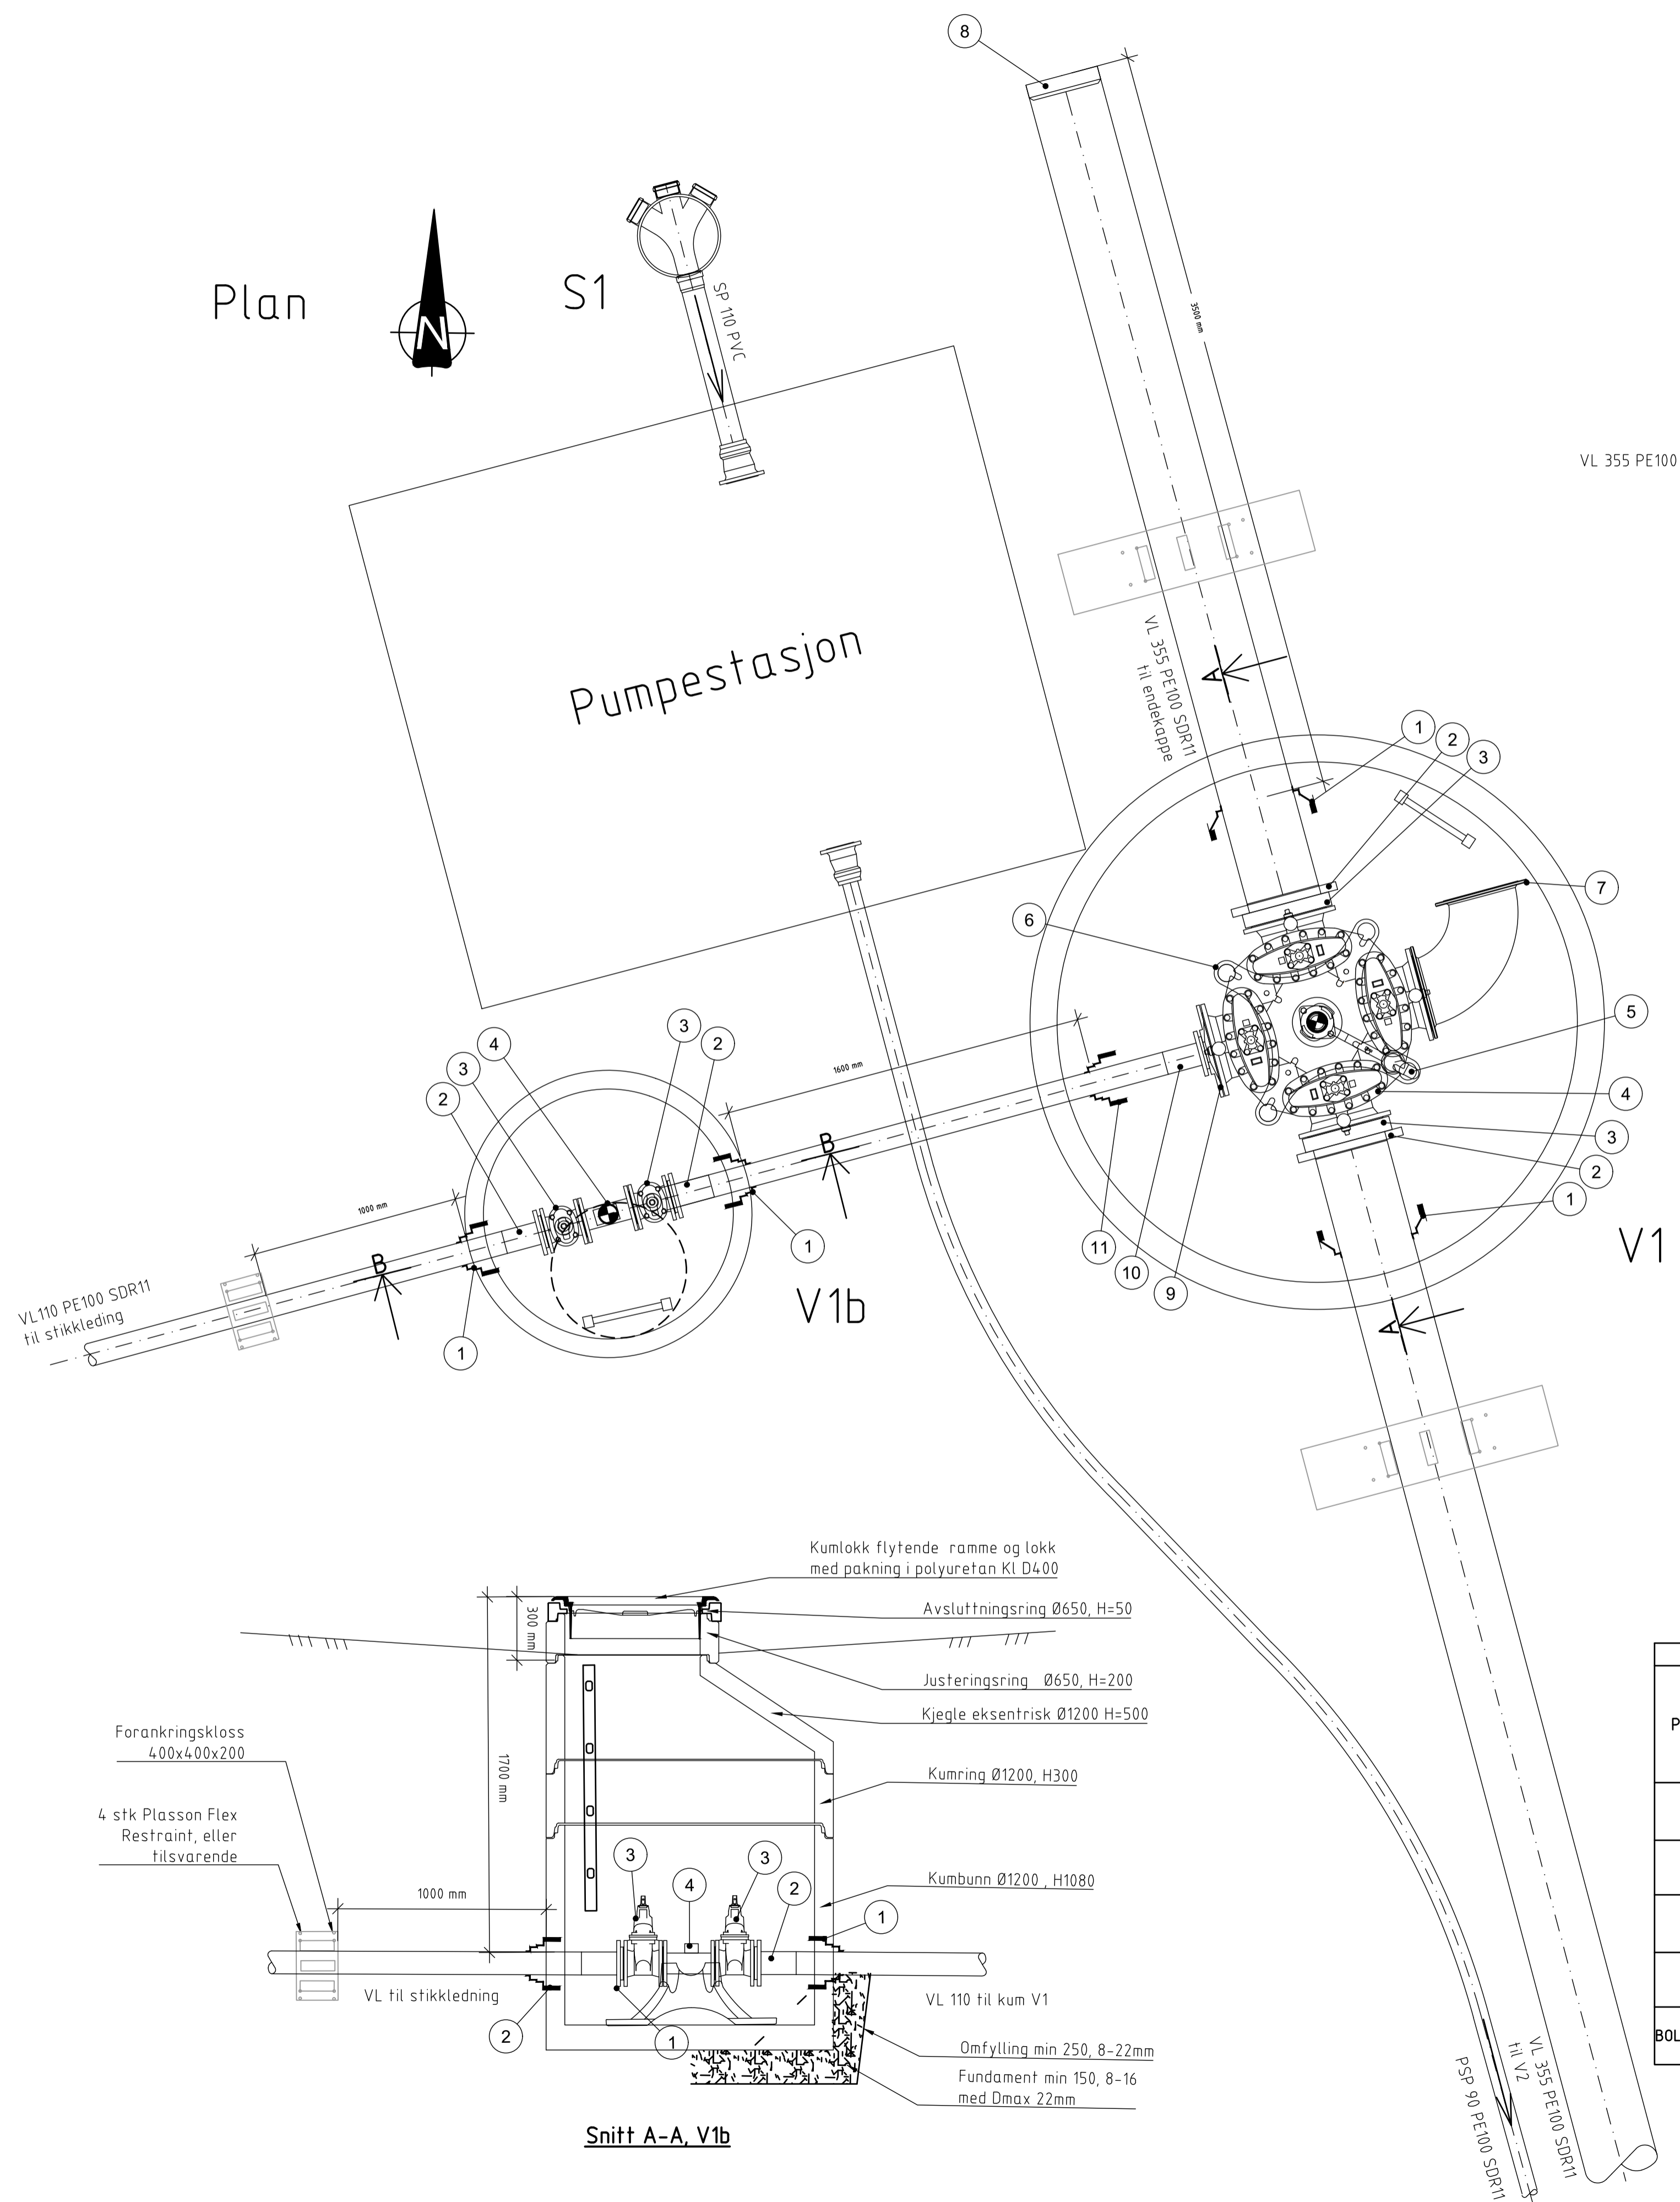 8
Plan
N
S1
SP 110 PVC
3500 mm
VL 355 PE100
Pumpestasjon
VL 355 PE100 SDR11
til endekappe
A
1
2
3
7
6
5
4
3
2
1
V1
1600 mm
11
10
9
A
3
4
2
3
2
1000 mm
B
B
1
1
V1b
VL110 PE100 SDR11
til stikkleding
Kumlokk flytende ramme og lokk
med pakning i polyuretan Kl D400
300 mm
Avsluttningsring Ø650, H=50
Justeringsring Ø650, H=200
Kjegle eksentrisk Ø1200 H=500
Forankringskloss
400x400x200
1700 mm
Kumring Ø1200, H300
4 stk Plasson Flex
Restraint, eller
tilsvarende
3
3
4
2
Kumbunn Ø1200 , H1080
1000 mm
1
VL til stikkledning
VL 110 til kum V1
2
1
Omfylling min 250, 8-22mm
Fundament min 150, 8-16
med Dmax 22mm
Snitt A-A, V1b
P
BOL
PSP 90 PE100 SDR11
VL 355 PE100 SDR11
til V2